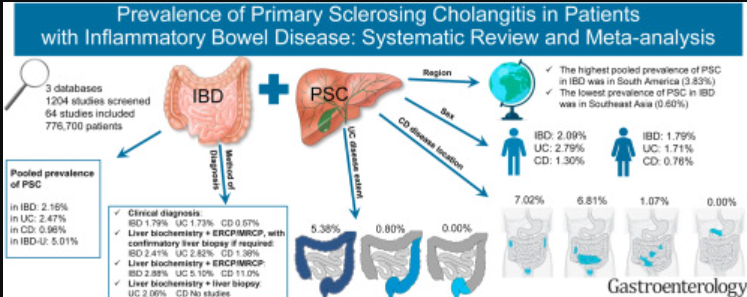 Prevalence of Primary Sclerosing Cholangitis in Patients
with Inflammatory Bowel Disease: Systematic Review and Meta-analysis
3 databases
1204 studies screened
64 studies included
776,700 patients
IBD
PSC
Region
✓ The highest pooled prevalence of PSC
in IBD was in South America (3.83%)
✓ The lowest prevalence of PSC in IBD
was in Southeast Asia (0.60%)
Sex
IBD: 2.09%
UC: 2.79%
CD: 1.30%
IBD: 1.79%
UC: 1.71%
CD: 0.76%
CD disease location
UC disease extent
Method of
Diagnosis
Pooled prevalence
of PSC
in IBD: 2.16%
in UC: 2.47%
in CD: 0.96%
in IBD-U: 5.01%
✓ Clinical diagnosis:
IBD 1.79% UC 1.73% CD 0.57%
✓ Liver biochemistry + ERCP/MRCP, with
confirmatory liver biopsy if required:
IBD 2.41% UC 2.82% CD 1.38%
✓ Liver biochemistry + ERCP/MRCP:
IBD 2.88% UC 5.10% CD 11.0%
✓ Liver biochemistry + liver biopsy:
UC 2.06% CD No studies
5.38%
0.80%
0.00%
7.02%
6.81%
1.07%
0.00%
Gastroenterology